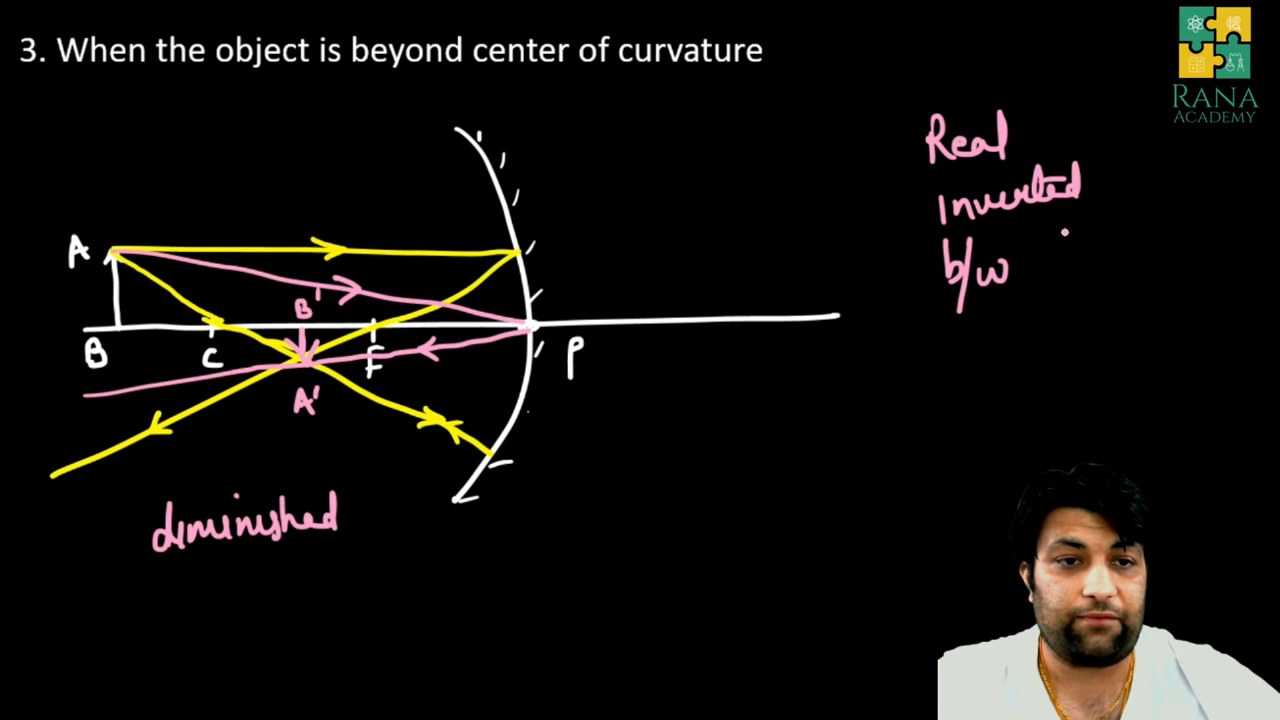 3. When the object is beyond center of curvature
RANA
ACADEMY
Real
Inverted
b/w
A
B'
B C F P
A'
diminished